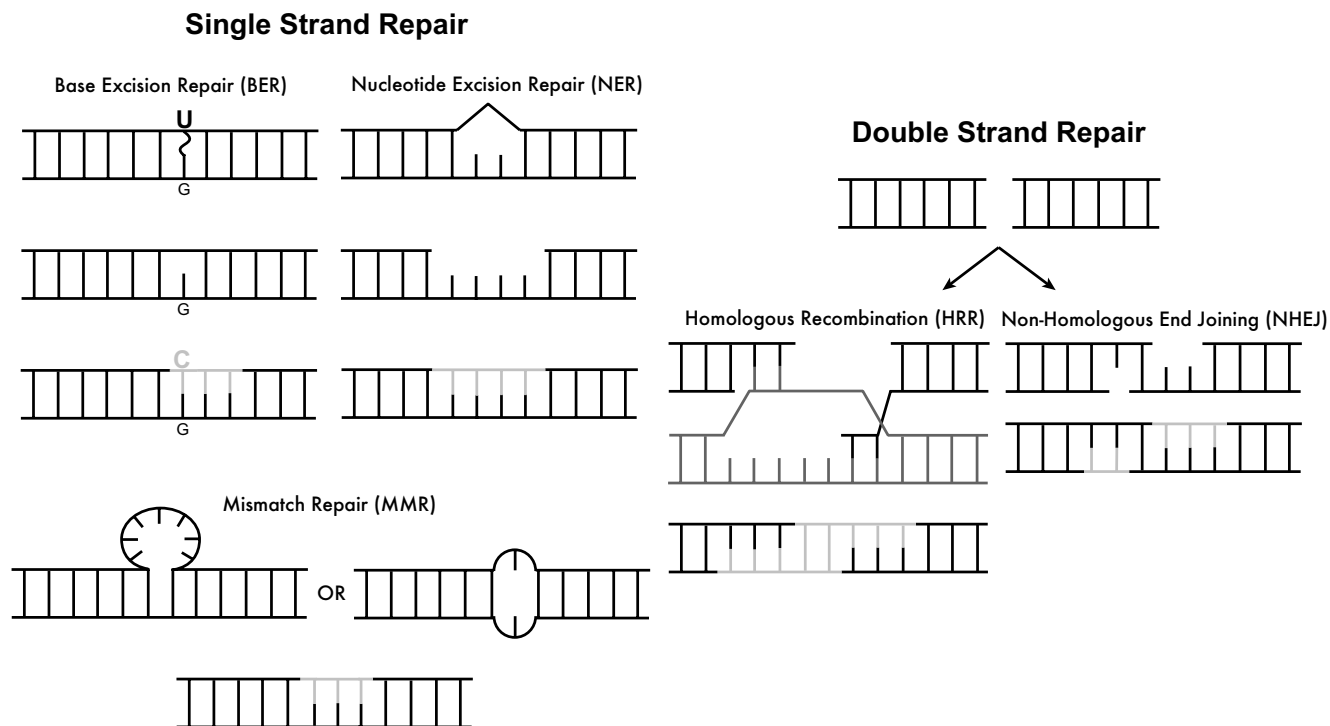 Single Strand Repair
Base Excision Repair (BER)
Nucleotide Excision Repair (NER)
U
G
G
C
G
Mismatch Repair (MMR)
OR
Double Strand Repair
Homologous Recombination (HRR)
Non-Homologous End Joining (NHEJ)